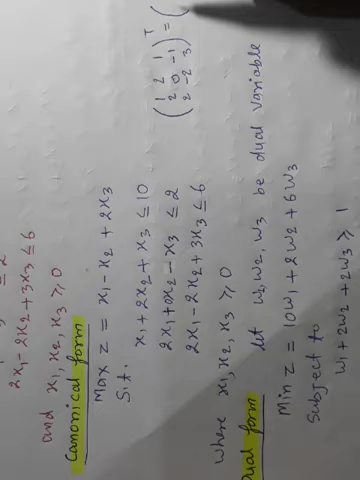 ≤ 2
2x₁ - 2x₂ + 3x₃ ≤ 6
and x₁, x₂, x₃ ≥ 0
Canonical form
Max Z = x₁ - x₂ + 2x₃
S.t.
x₁ + 2x₂ + x₃ ≤ 10
2x₁ + 0x₂ - x₃ ≤ 2
2x₁ - 2x₂ + 3x₃ ≤ 6
(1 2 1
2 0 -1
2 -2 3)ᵀ = (
where x₁, x₂, x₃ ≥ 0
Dual form let w₁, w₂, w₃ be dual variable
Min Z = 10w₁ + 2w₂ + 6w₃
Subject to
w₁ + 2w₂ + 2w₃ ≥ 1